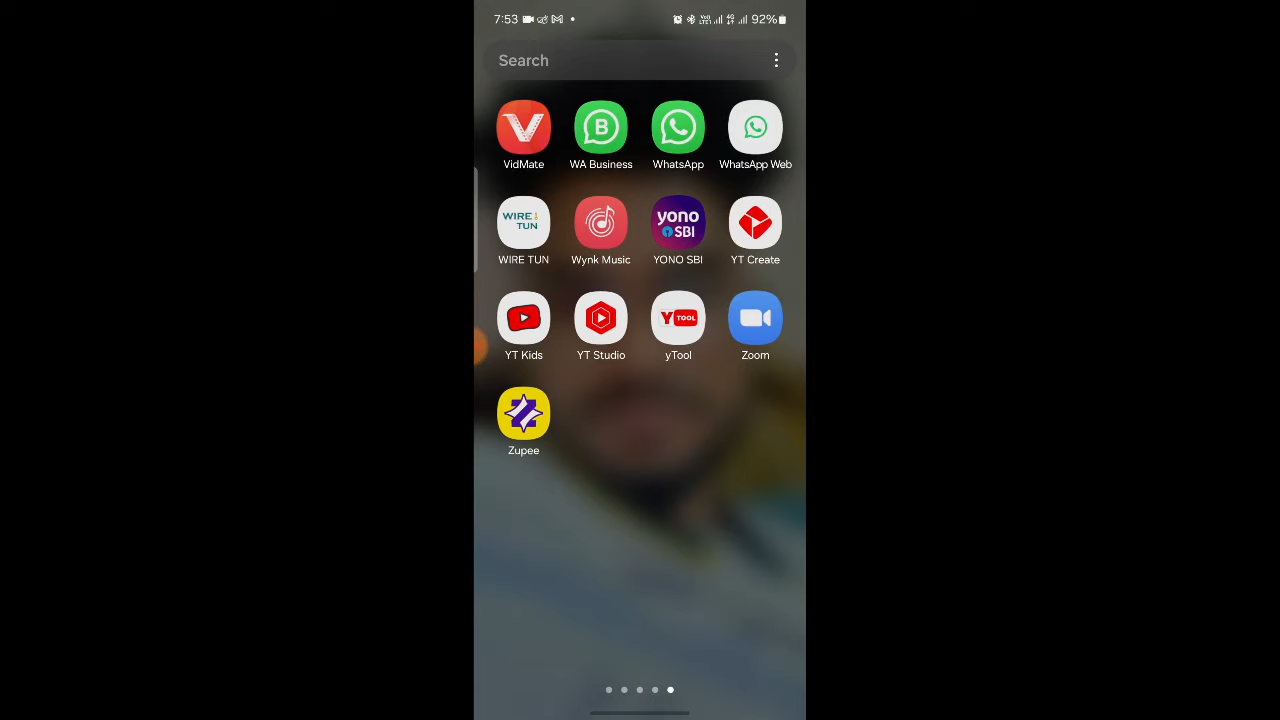 7:53 92%
Search
VidMate
B
WA Business
WhatsApp
WhatsApp Web
WIRE
TUN
WIRE TUN
Wynk Music
yono
SBI
YONO SBI
YT Create
YT Kids
YT Studio
Y TOOL
yTool
Zoom
Zupee